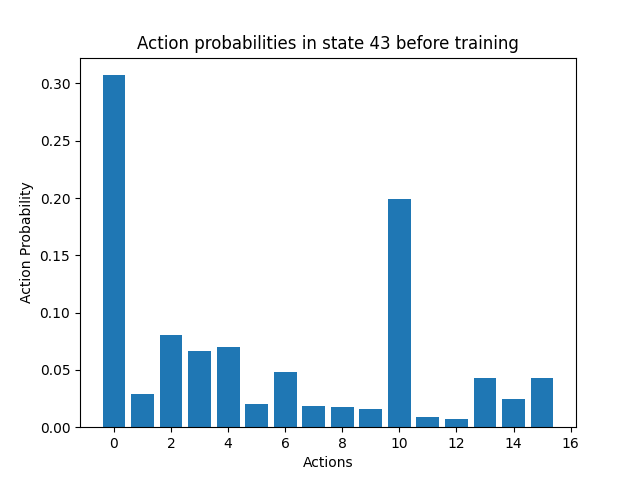 Action probabilities in state 43 before training
0.30
0.25
0.20
0.15
0.10
0.05
0.00
Action Probability
0 2 4 6 8 10 12 14 16
Actions